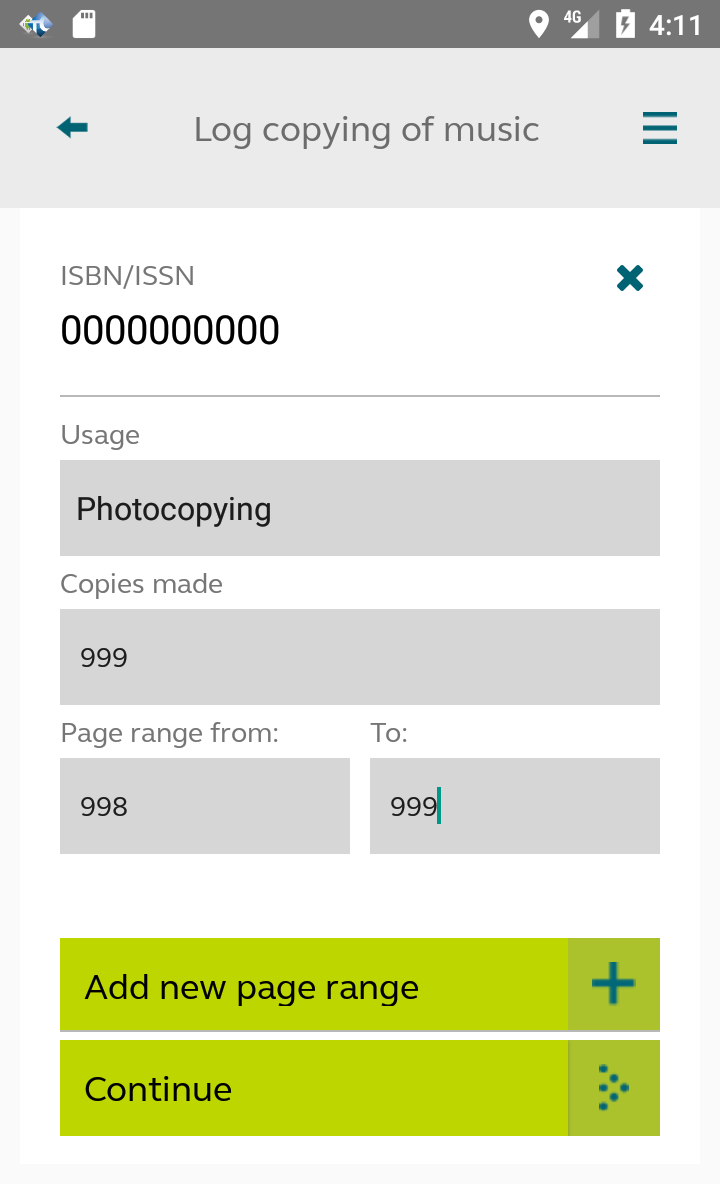 4G 4:11
Log copying of music
ISBN/ISSN
0000000000
Usage
Photocopying
Copies made
999
Page range from: To:
998 999
Add new page range
Continue